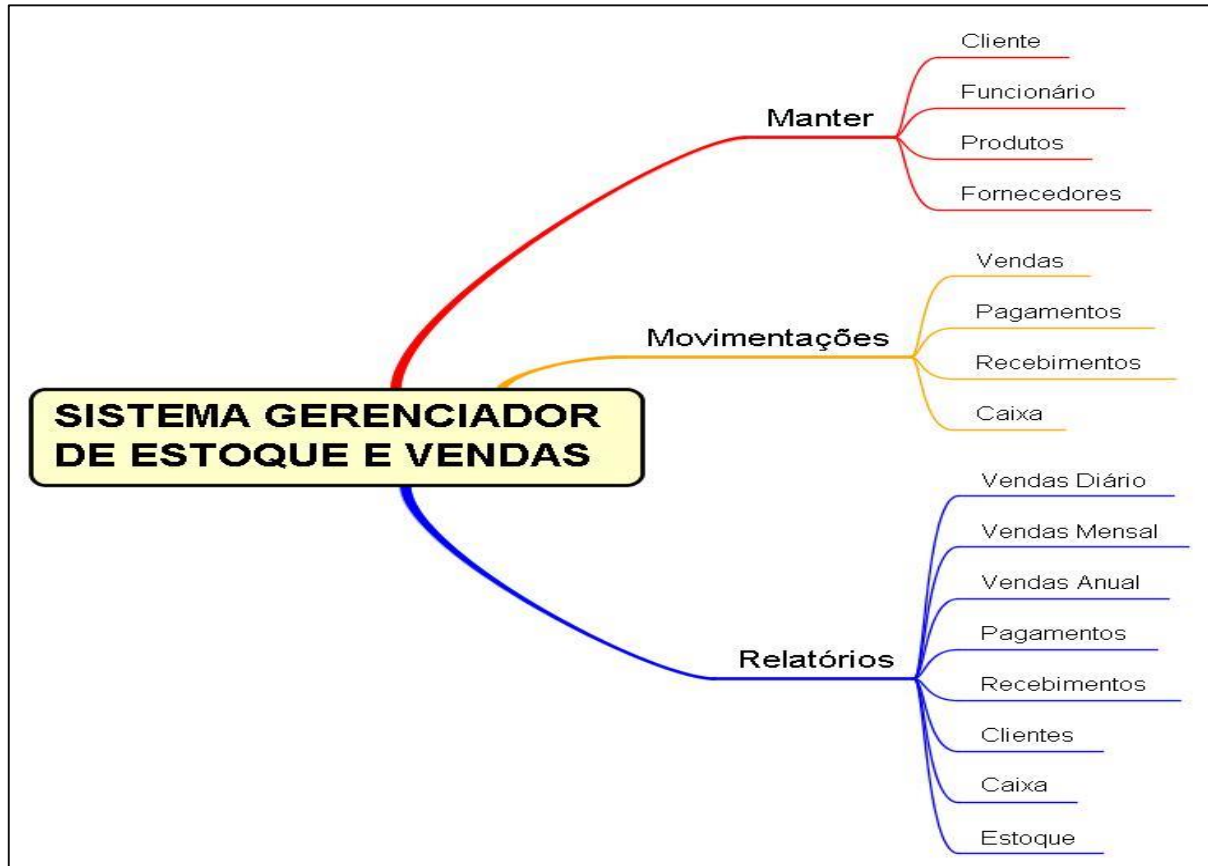 Cliente
Funcionário
Manter
Produtos
Fornecedores
Vendas
Pagamentos
Movimentações
Recebimentos
Caixa
SISTEMA GERENCIADOR
DE ESTOQUE E VENDAS
Vendas Diário
Vendas Mensal
Vendas Anual
Pagamentos
Relatórios
Recebimentos
Clientes
Caixa
Estoque